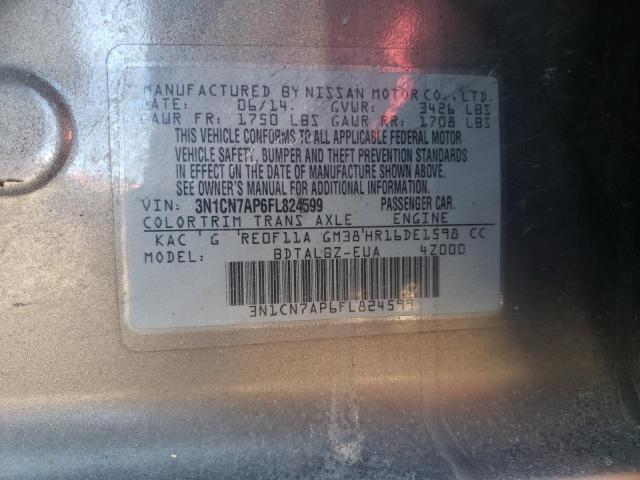 MANUFACTURED BY NISSAN MOTOR CO., LTD.
DATE: 06/14. GVWR: 3426 LBS
GAWR FR: 1750 LBS GAWR RR: 1708 LBS
THIS VEHICLE CONFORMS TO ALL APPLICABLE FEDERAL MOTOR
VEHICLE SAFETY, BUMPER AND THEFT PREVENTION STANDARDS
IN EFFECT ON THE DATE OF MANUFACTURE SHOWN ABOVE.
SEE OWNER'S MANUAL FOR ADDITIONAL INFORMATION.
VIN: 3N1CN7AP6FL824599 PASSENGER CAR.
COLORTRIM TRANS AXLE ENGINE
KAC G RE0F11A GM38 HR16DE1598 CC
MODEL: BDTALGZ-EUA 4Z000
3N1CN7AP6FL824599